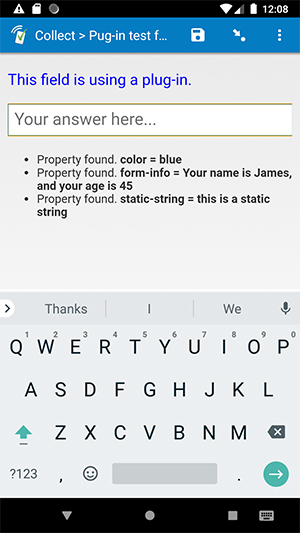 12:08
Collect > Pug-in test f...
This field is using a plug-in.
Your answer here...
• Property found. color = blue
• Property found. form-info = Your name is James,
and your age is 45
• Property found. static-string = this is a static
string
Thanks I We
1 2 3 4 5 6 7 8 9 0
Q W E R T Y U I O P
A S D F G H J K L
Z X C V B N M
?123 , .